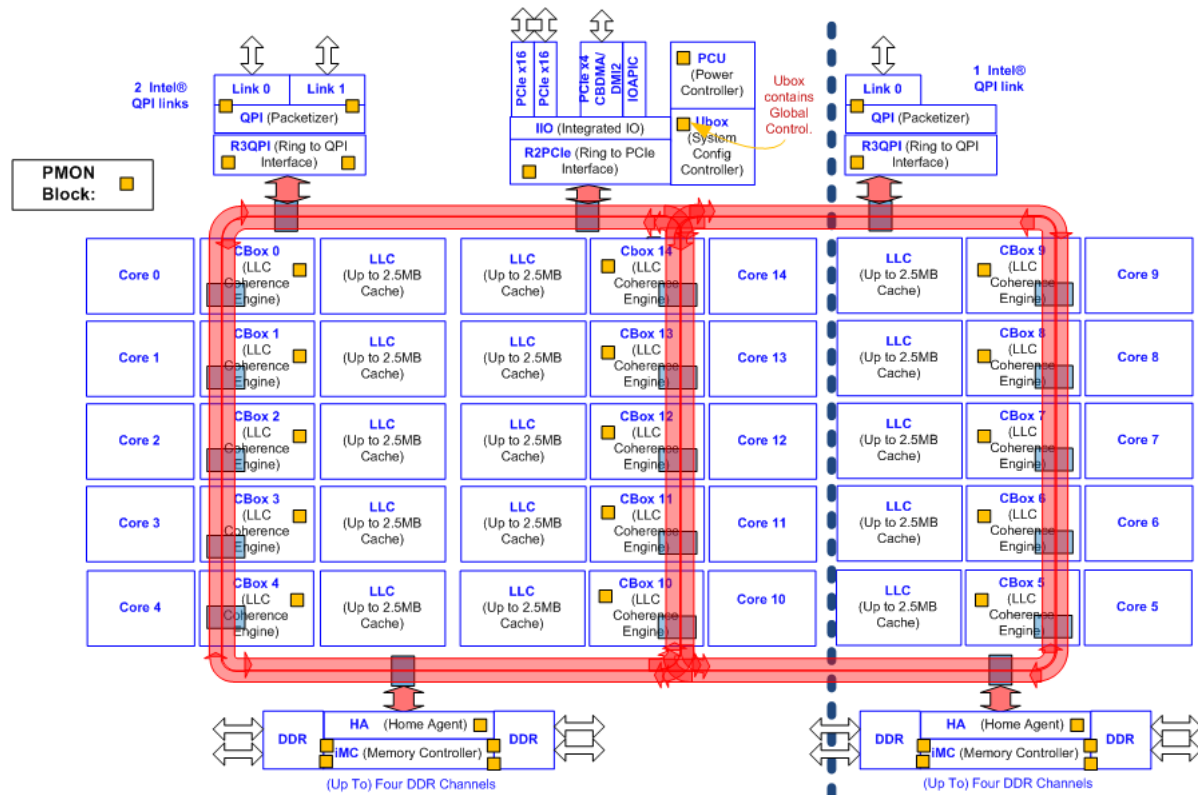 2 Intel®
QPI links
Link 0
Link 1
QPI (Packetizer)
R3QPI (Ring to QPI
Interface)
PCIe x16
PCIe x16
PCIe x4
CBDMA/
DMI2
IOAPIC
IIO (Integrated IO)
R2PCIe (Ring to PCIe
Interface)
PCU
(Power
Controller)
Ubox
(System
Config
Controller)
Ubox
contains
Global
Control.
Link 0
1 Intel®
QPI link
QPI (Packetizer)
R3QPI (Ring to QPI
Interface)
PMON
Block:
Core 0
CBox 0
(LLC
Coherence
Engine)
LLC
(Up to 2.5MB
Cache)
LLC
(Up to 2.5MB
Cache)
Cbox 14
(LLC
Coherence
Engine)
Core 14
LLC
(Up to 2.5MB
Cache)
CBox 9
(LLC
Coherence
Engine)
Core 9
Core 1
CBox 1
(LLC
Coherence
Engine)
LLC
(Up to 2.5MB
Cache)
LLC
(Up to 2.5MB
Cache)
CBox 13
(LLC
Coherence
Engine)
Core 13
LLC
(Up to 2.5MB
Cache)
CBox 8
(LLC
Coherence
Engine)
Core 8
Core 2
CBox 2
(LLC
Coherence
Engine)
LLC
(Up to 2.5MB
Cache)
LLC
(Up to 2.5MB
Cache)
CBox 12
(LLC
Coherence
Engine)
Core 12
LLC
(Up to 2.5MB
Cache)
CBox 7
(LLC
Coherence
Engine)
Core 7
Core 3
CBox 3
(LLC
Coherence
Engine)
LLC
(Up to 2.5MB
Cache)
LLC
(Up to 2.5MB
Cache)
CBox 11
(LLC
Coherence
Engine)
Core 11
LLC
(Up to 2.5MB
Cache)
CBox 6
(LLC
Coherence
Engine)
Core 6
Core 4
CBox 4
(LLC
Coherence
Engine)
LLC
(Up to 2.5MB
Cache)
LLC
(Up to 2.5MB
Cache)
CBox 10
(LLC
Coherence
Engine)
Core 10
LLC
(Up to 2.5MB
Cache)
CBox 5
(LLC
Coherence
Engine)
Core 5
DDR
HA (Home Agent)
iMC (Memory Controller)
DDR
(Up To) Four DDR Channels
DDR
HA (Home Agent)
iMC (Memory Controller)
DDR
(Up To) Four DDR Channels